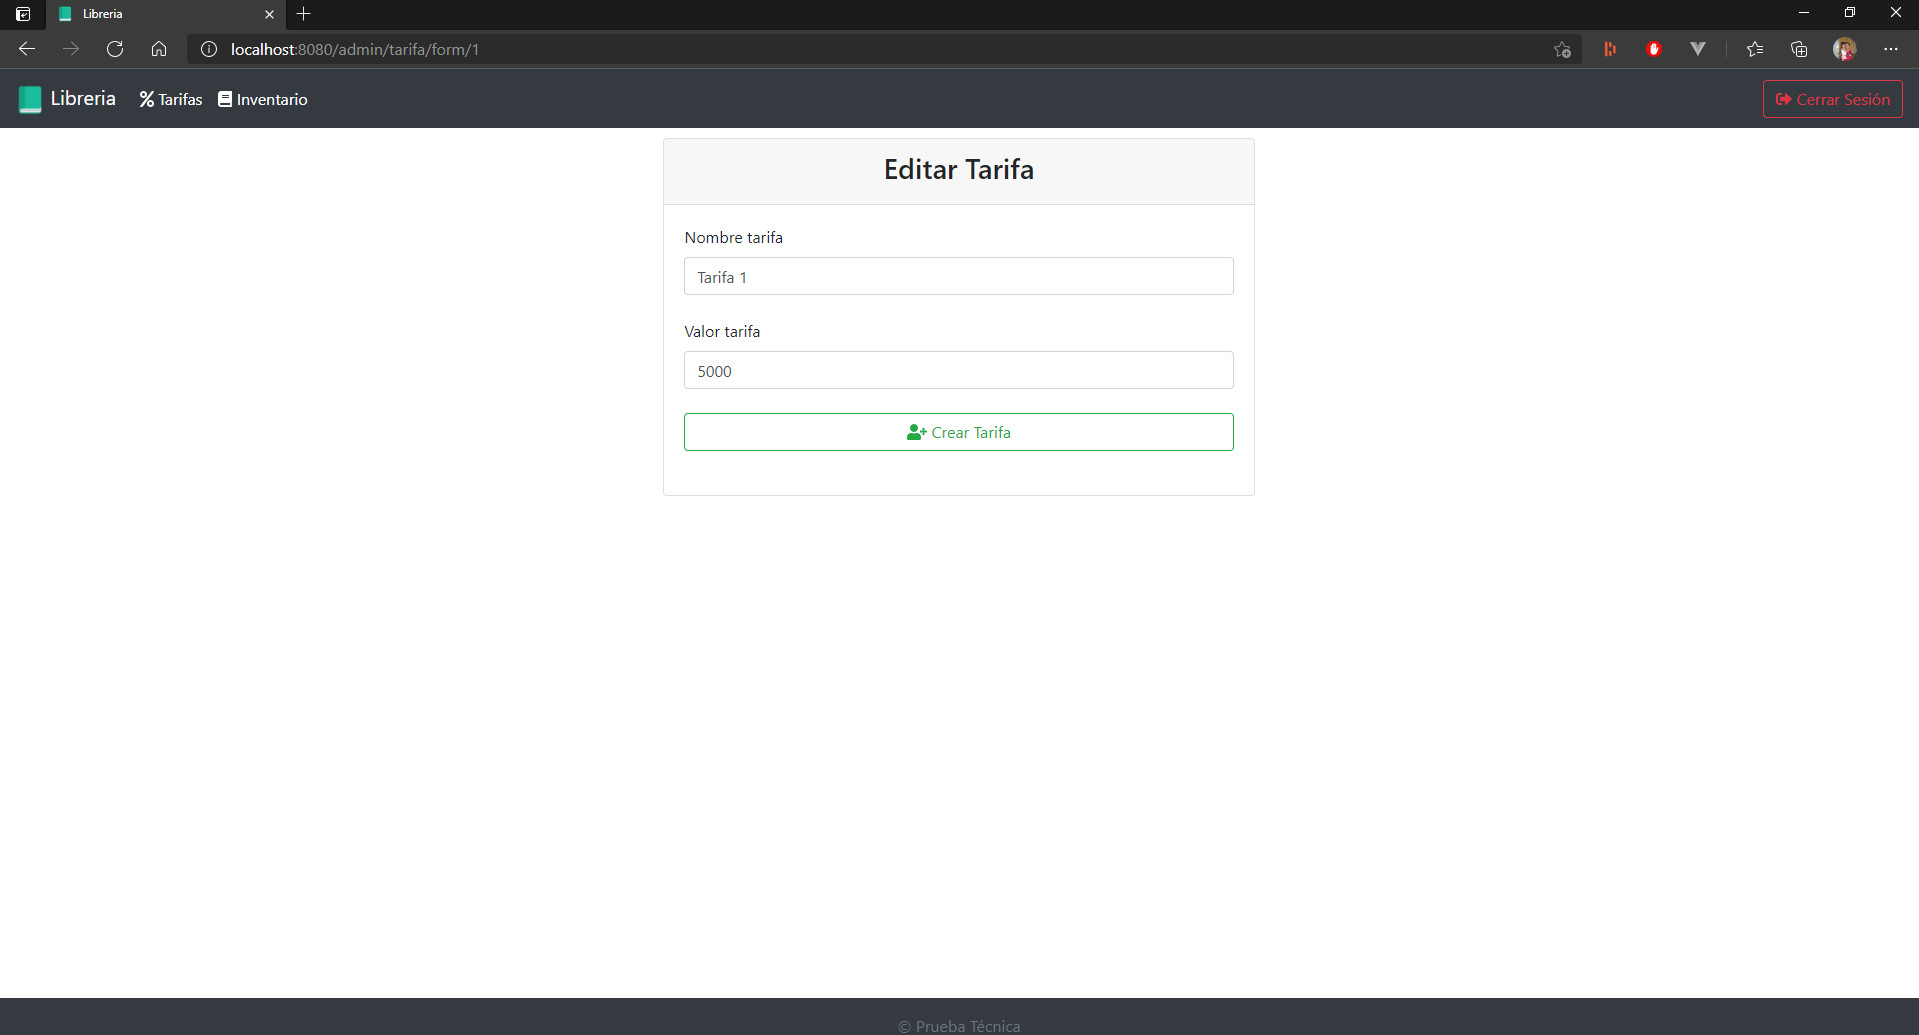 Libreria
localhost:8080/admin/tarifa/form/1
Libreria
Tarifas
Inventario
Cerrar Sesión
Editar Tarifa
Nombre tarifa
Tarifa 1
Valor tarifa
5000
Crear Tarifa
© Prueba Técnica